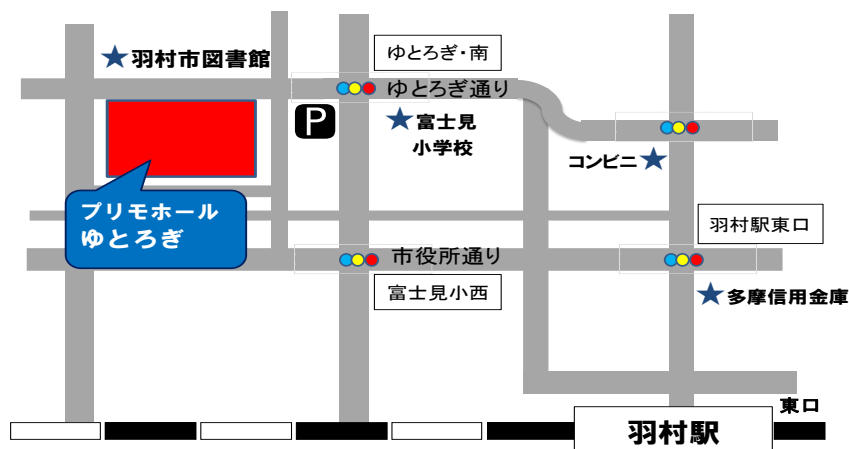 ゆとろぎ・南
羽村市図書館
ゆとろぎ通り
P
富士見
小学校
コンビニ
プリモホール
ゆとろぎ
羽村駅東口
市役所通り
富士見小西
多摩信用金庫
東口
羽村駅